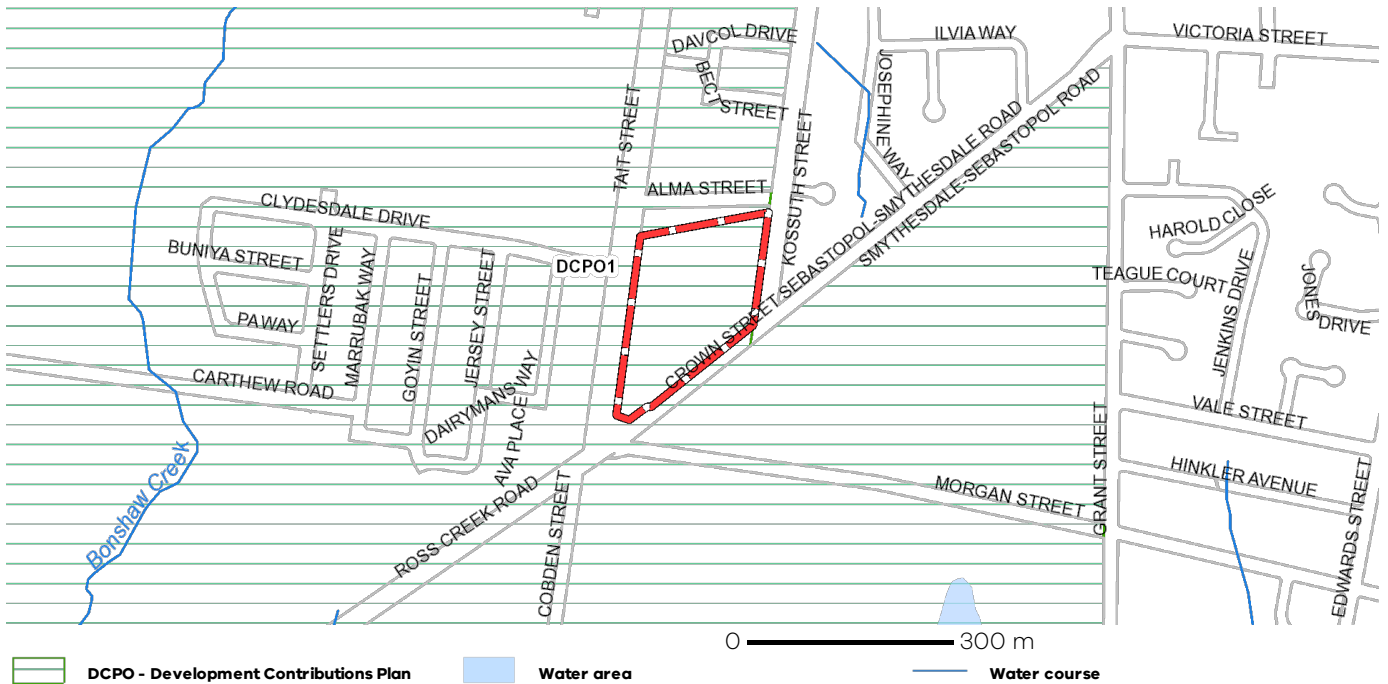 DAVCOL DRIVE
ILVIA WAY
VICTORIA STREET
BECT STREET
JOSEPHINE WAY
TAIT STREET
KOSSUTH STREET
CROWN STREET SEBASTOPOL-SMYTHESDALE ROAD
SMYTHESDALE-SEBASTOPOL ROAD
ALMA STREET
CLYDESDALE DRIVE
HAROLD CLOSE
BUNIYA STREET
DCPO1
TEAGUE COURT
SETTLERS DRIVE
MARRUBAK WAY
GOYIN STREET
JERSEY STREET
JENKINS DRIVE
JONES DRIVE
PA WAY
CARTHEW ROAD
DAIRYMANS
AVA PLACE WAY
VALE STREET
GRANT STREET
HINKLER AVENUE
MORGAN STREET
EDWARDS STREET
Bonshaw Creek
ROSS CREEK ROAD
COBDEN STREET
0 300 m
DCPO - Development Contributions Plan
Water area
Water course